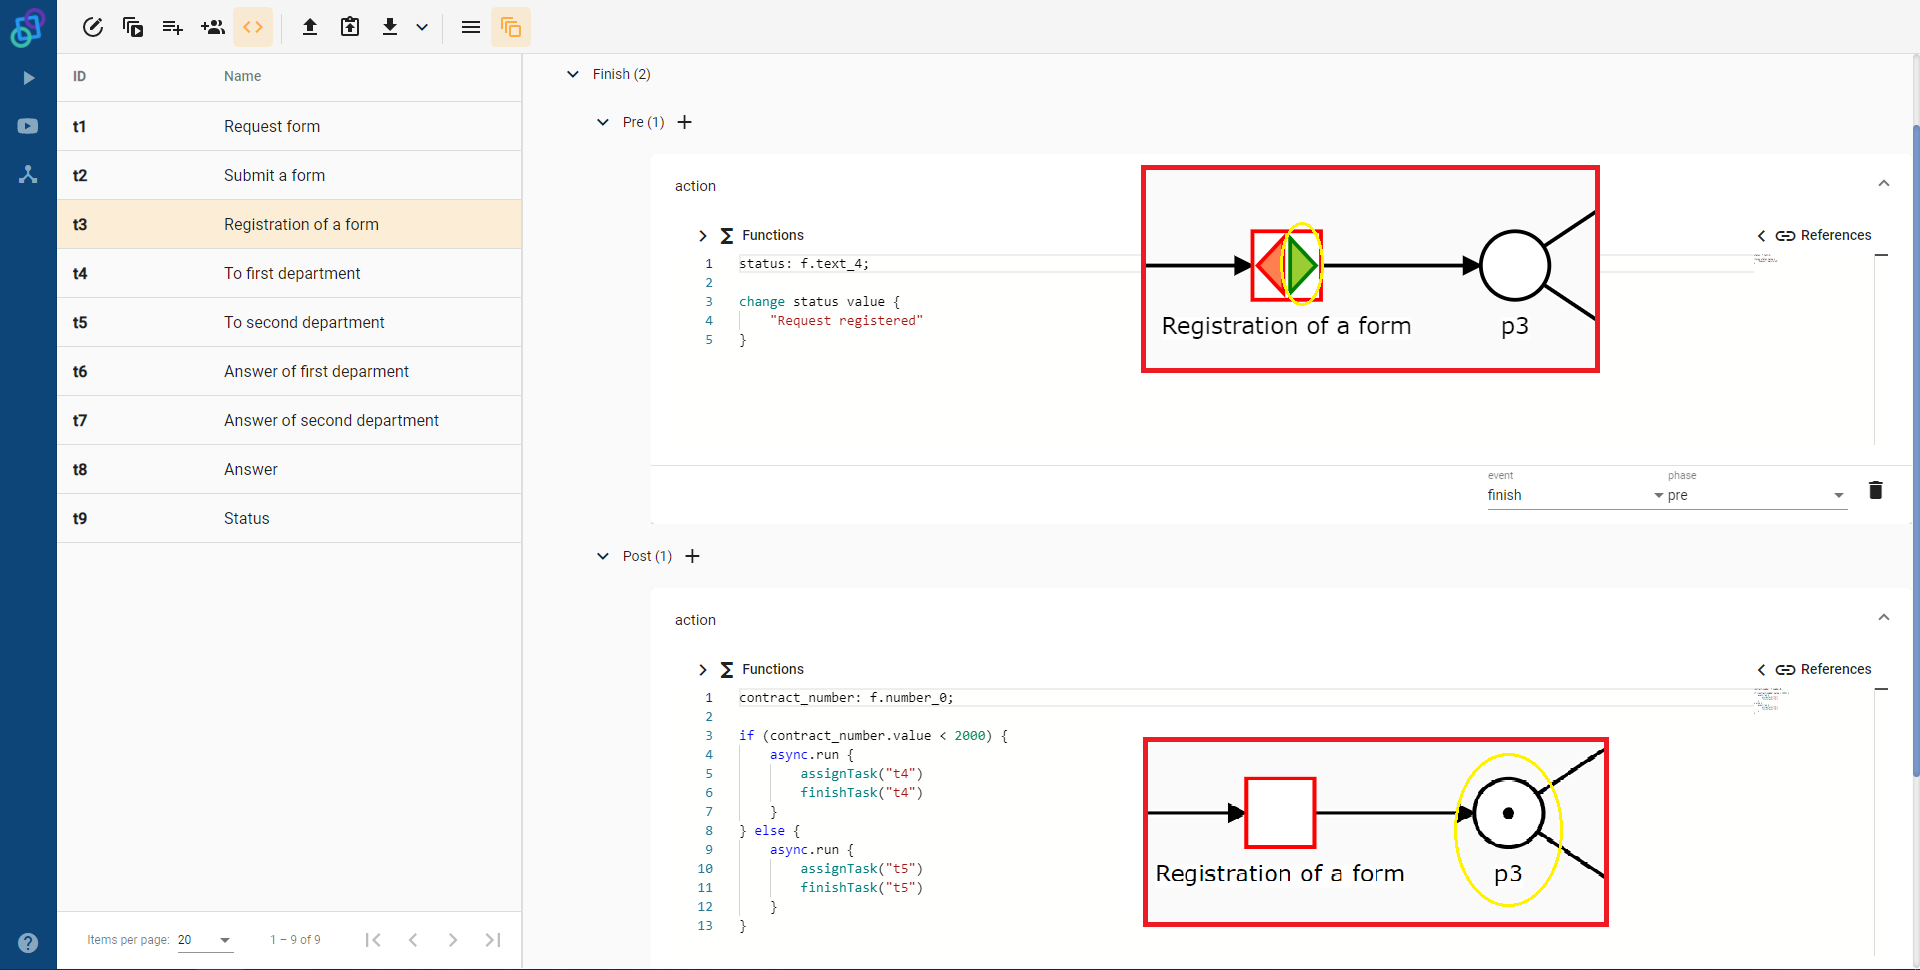 ID Name
t1 Request form
t2 Submit a form
t3 Registration of a form
t4 To first department
t5 To second department
t6 Answer of first deparment
t7 Answer of second department
t8 Answer
t9 Status
Items per page: 20 1 – 9 of 9
Finish (2)
Pre (1)
action
Functions
References
1 status: f.text_4;
2
3 change status value {
4 "Request registered"
5 }
Registration of a form p3
event phase
finish pre
Post (1)
action
Functions
References
1 contract_number: f.number_0;
2
3 if (contract_number.value < 2000) {
4 async.run {
5 assignTask("t4")
6 finishTask("t4")
7 }
8 } else {
9 async.run {
10 assignTask("t5")
11 finishTask("t5")
12 }
13 }
Registration of a form p3